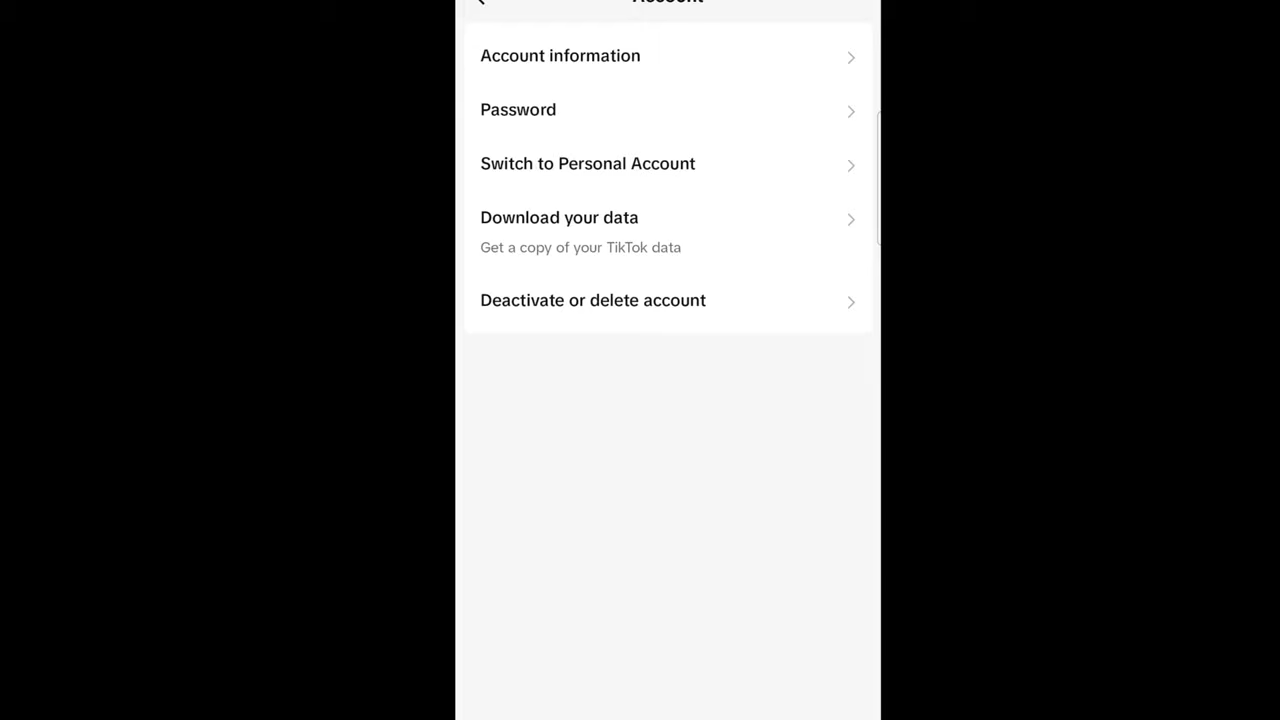 Account
Account information
Password
Switch to Personal Account
Download your data
Get a copy of your TikTok data
Deactivate or delete account